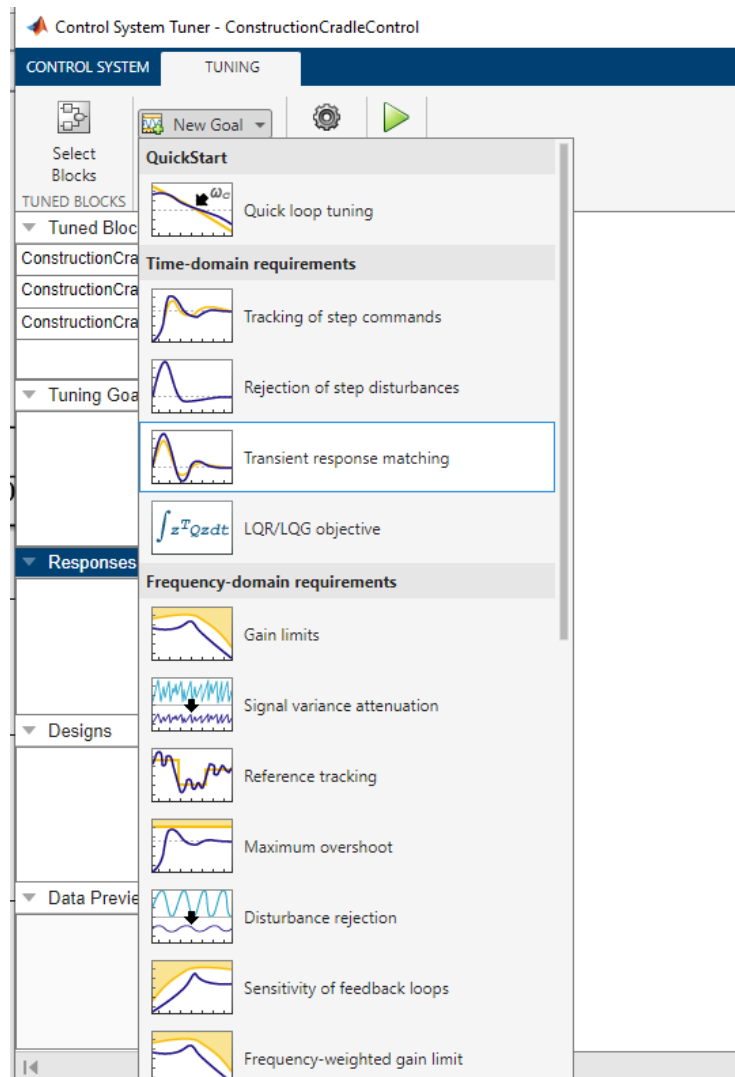 Control System Tuner - ConstructionCradleControl
CONTROL SYSTEM TUNING
New Goal
Select
Blocks
TUNED BLOCKS
QuickStart
ω_c
Quick loop tuning
Tuned Bloc
ConstructionCra
ConstructionCra
ConstructionCra
Time-domain requirements
Tracking of step commands
Rejection of step disturbances
Tuning Goa
Transient response matching
∫zᵀQzdt LQR/LQG objective
Responses
Frequency-domain requirements
Gain limits
Signal variance attenuation
Designs
Reference tracking
Maximum overshoot
Data Previe
Disturbance rejection
Sensitivity of feedback loops
Frequency-weighted gain limit